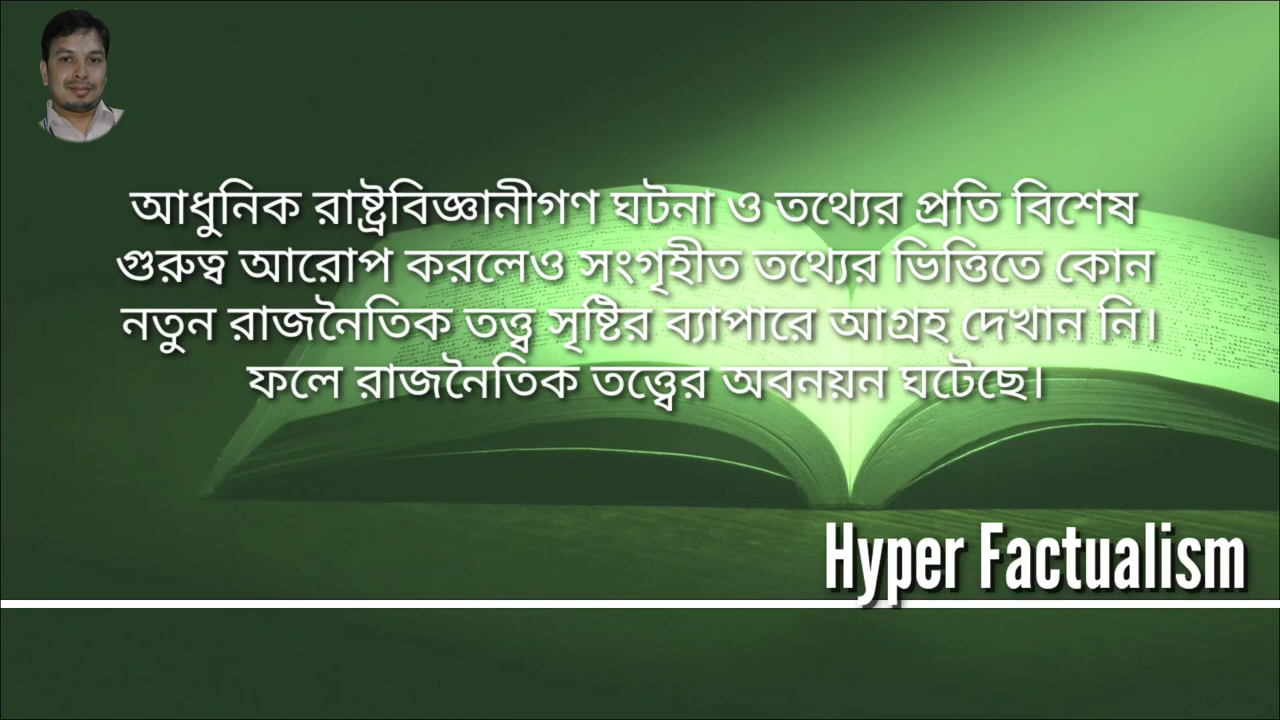 আধুনিক রাষ্ট্রবিজ্ঞানীগণ ঘটনা ও তথ্যের প্রতি বিশেষ
গুরুত্ব আরোপ করলেও সংগৃহীত তথ্যের ভিত্তিতে কোন
নতুন রাজনৈতিক তত্ত্ব সৃষ্টির ব্যাপারে আগ্রহ দেখান নি।
ফলে রাজনৈতিক তত্ত্বের অবনয়ন ঘটেছে।
Hyper Factualism